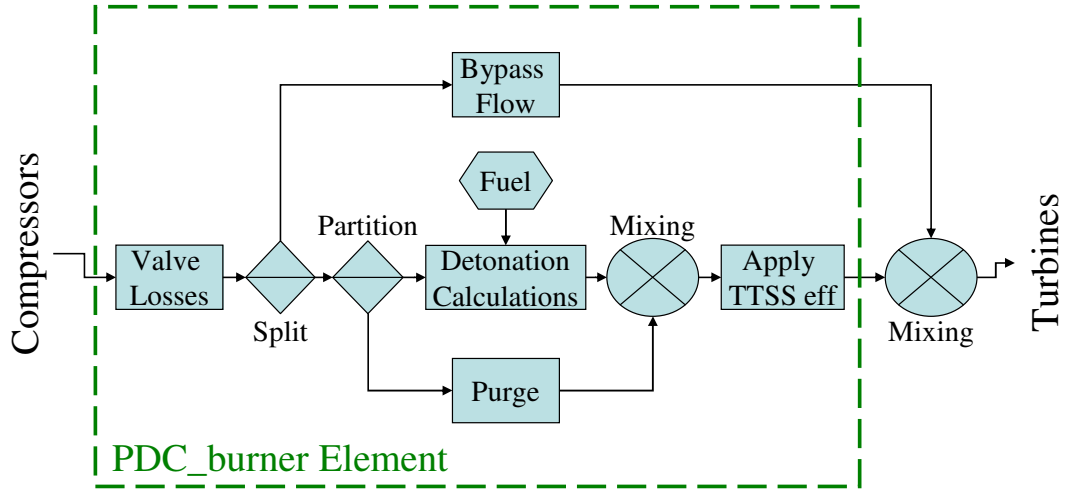 Bypass
Flow
Fuel
Compressors
Partition
Mixing
Turbines
Valve
Losses
Detonation
Calculations
Apply
TTSS eff
Split
Mixing
Purge
PDC_burner Element